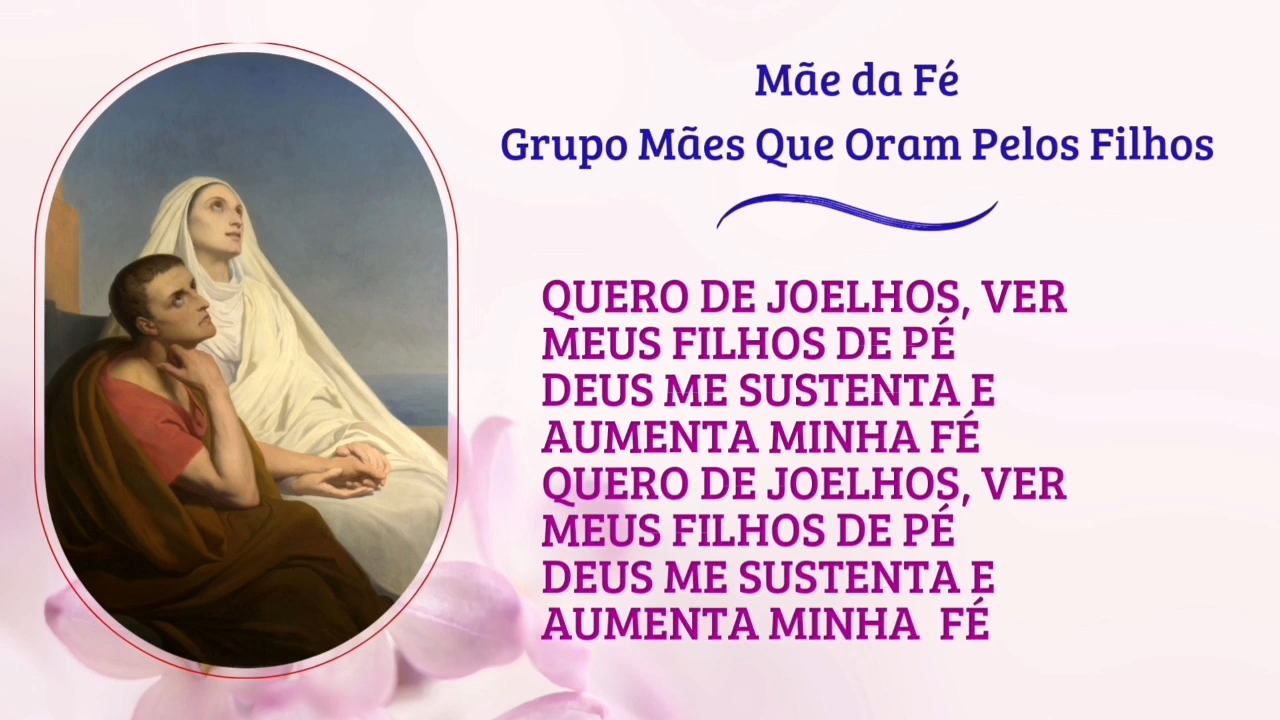 Mãe da Fé
Grupo Mães Que Oram Pelos Filhos
QUERO DE JOELHOS, VER
MEUS FILHOS DE PÉ
DEUS ME SUSTENTA E
AUMENTA MINHA FÉ
QUERO DE JOELHOS, VER
MEUS FILHOS DE PÉ
DEUS ME SUSTENTA E
AUMENTA MINHA FÉ